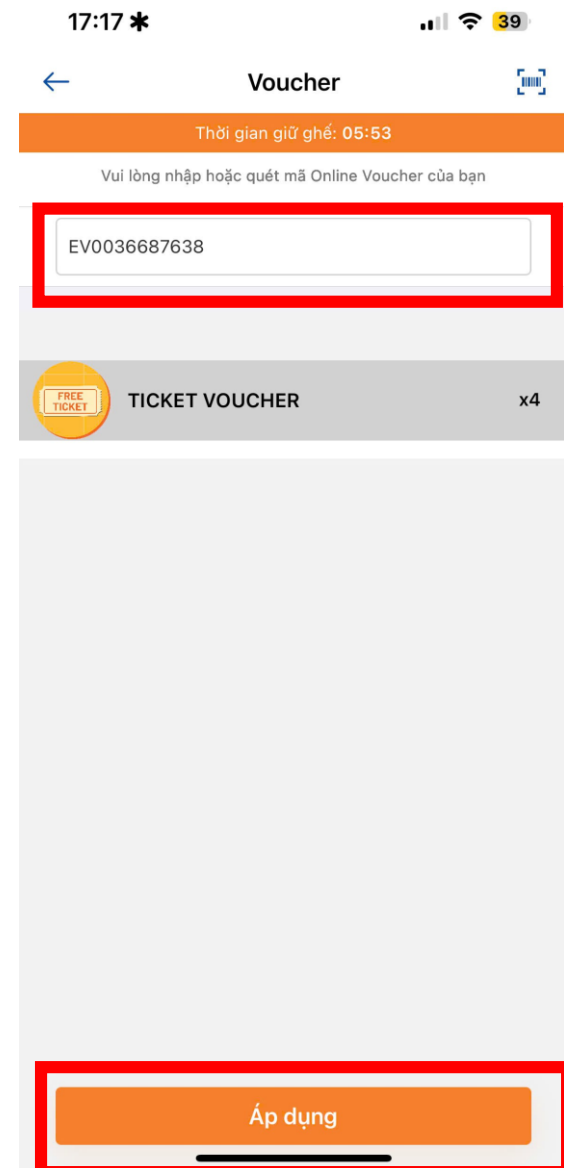 17:17 ✱ 39
Voucher
Thời gian giữ ghế: 05:53
Vui lòng nhập hoặc quét mã Online Voucher của bạn
EV0036687638
FREE
TICKET
TICKET VOUCHER x4
Áp dụng